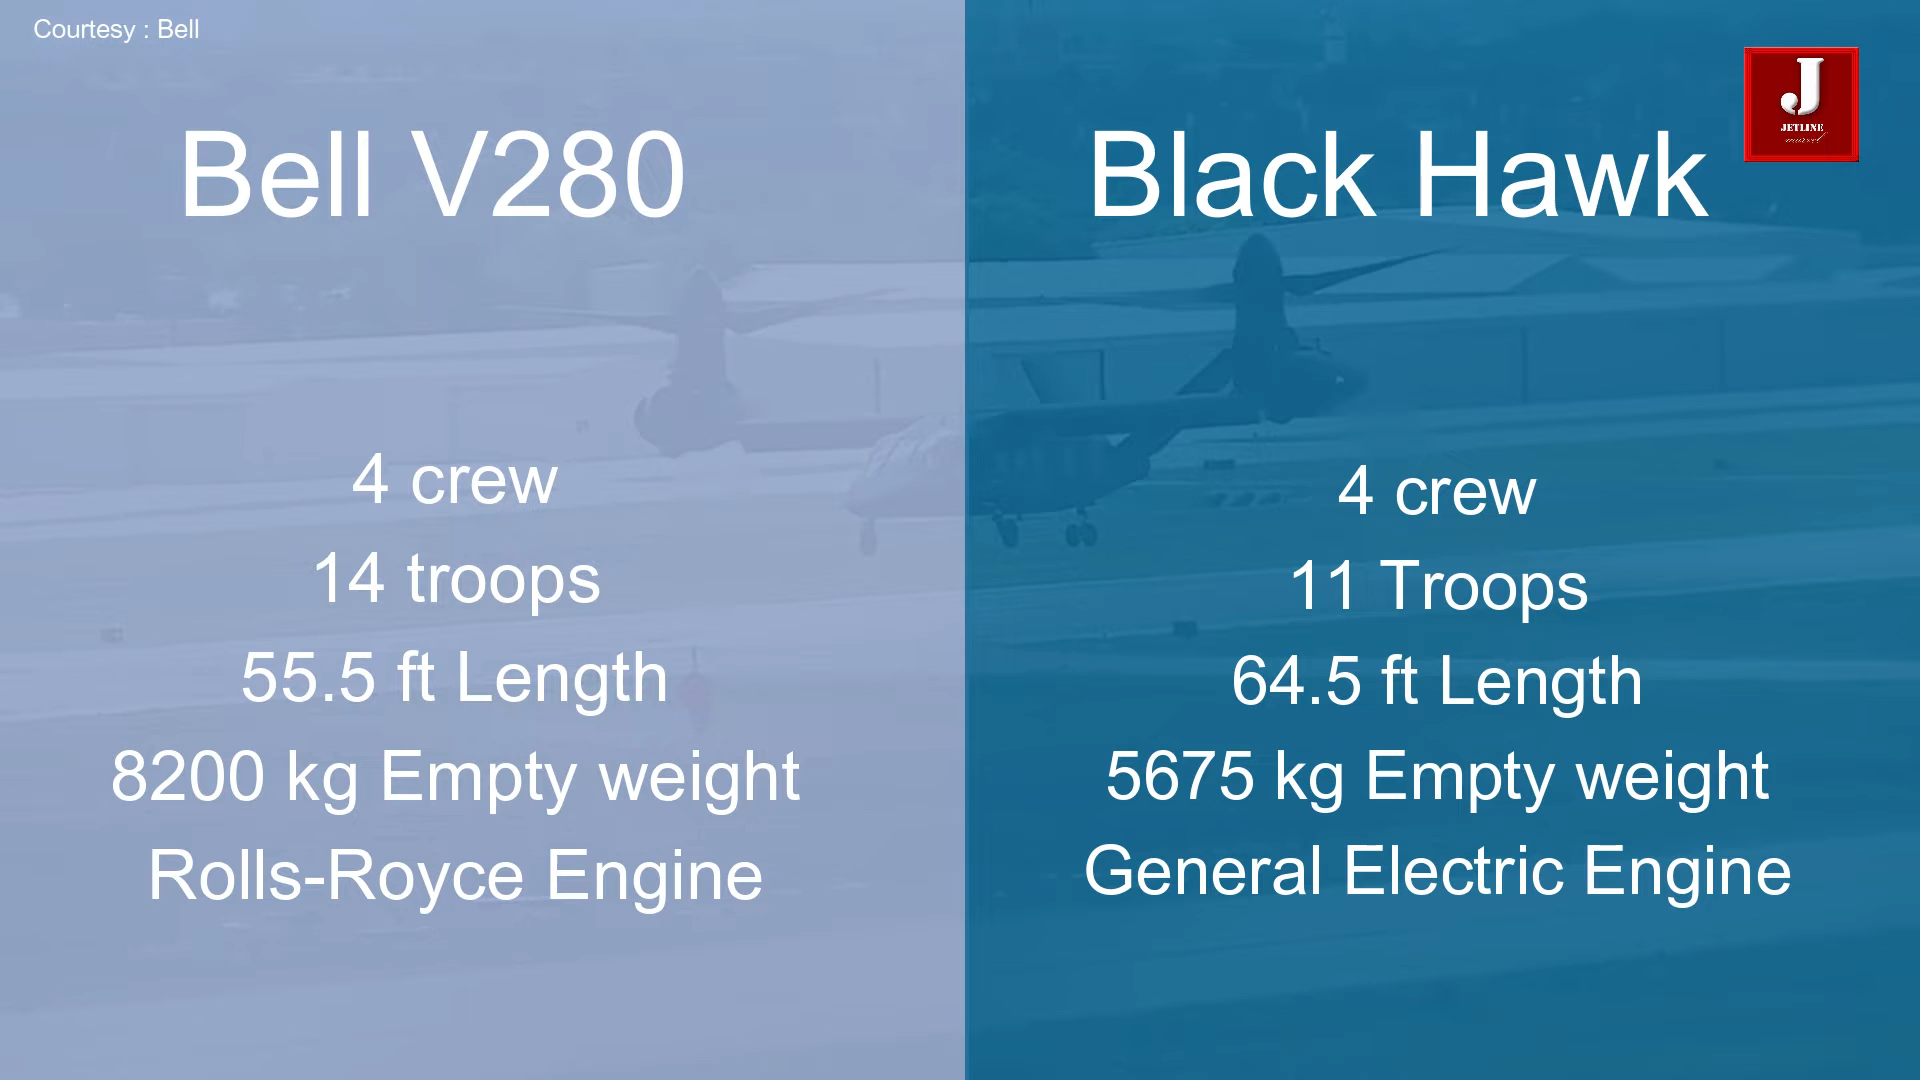 Courtesy : Bell
J
JETLINE
Bell V280
4 crew
14 troops
55.5 ft Length
8200 kg Empty weight
Rolls-Royce Engine
Black Hawk
4 crew
11 Troops
64.5 ft Length
5675 kg Empty weight
General Electric Engine